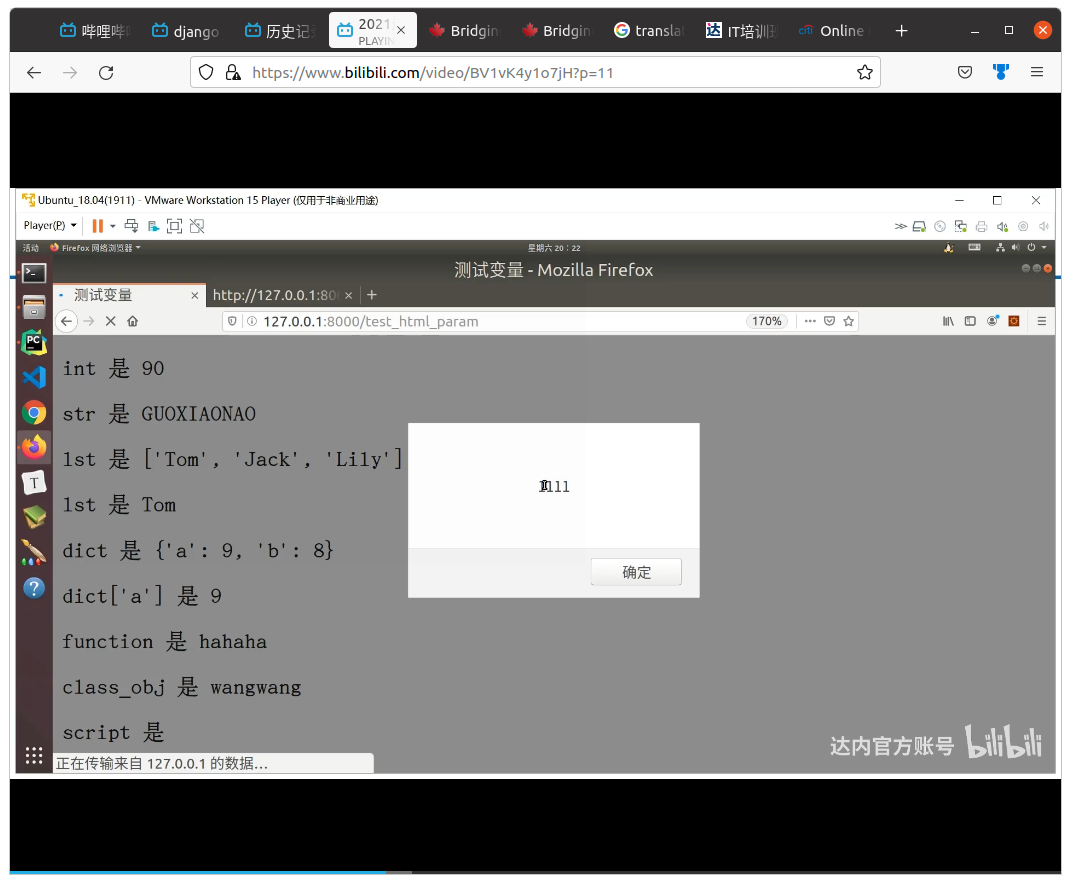 哔哩哔
django
历史记
2021
PLAYIN
Bridgin
Bridgin
transla
IT培训
Online
https://www.bilibili.com/video/BV1vK4y1o7jH?p=11
Ubuntu_18.04(1911) - VMware Workstation 15 Player (仅用于非商业用途)
Player(P)
活动
Firefox 网络浏览器
星期六 20：22
测试变量 - Mozilla Firefox
测试变量
http://127.0.0.1:80
127.0.0.1:8000/test_html_param
170%
int 是 90
str 是 GUOXIAONAO
lst 是 ['Tom', 'Jack', 'Lily']
lst 是 Tom
dict 是 {'a': 9, 'b': 8}
dict['a'] 是 9
function 是 hahaha
class_obj 是 wangwang
script 是
1111
确定
正在传输来自 127.0.0.1 的数据…
达内官方账号 bilibili